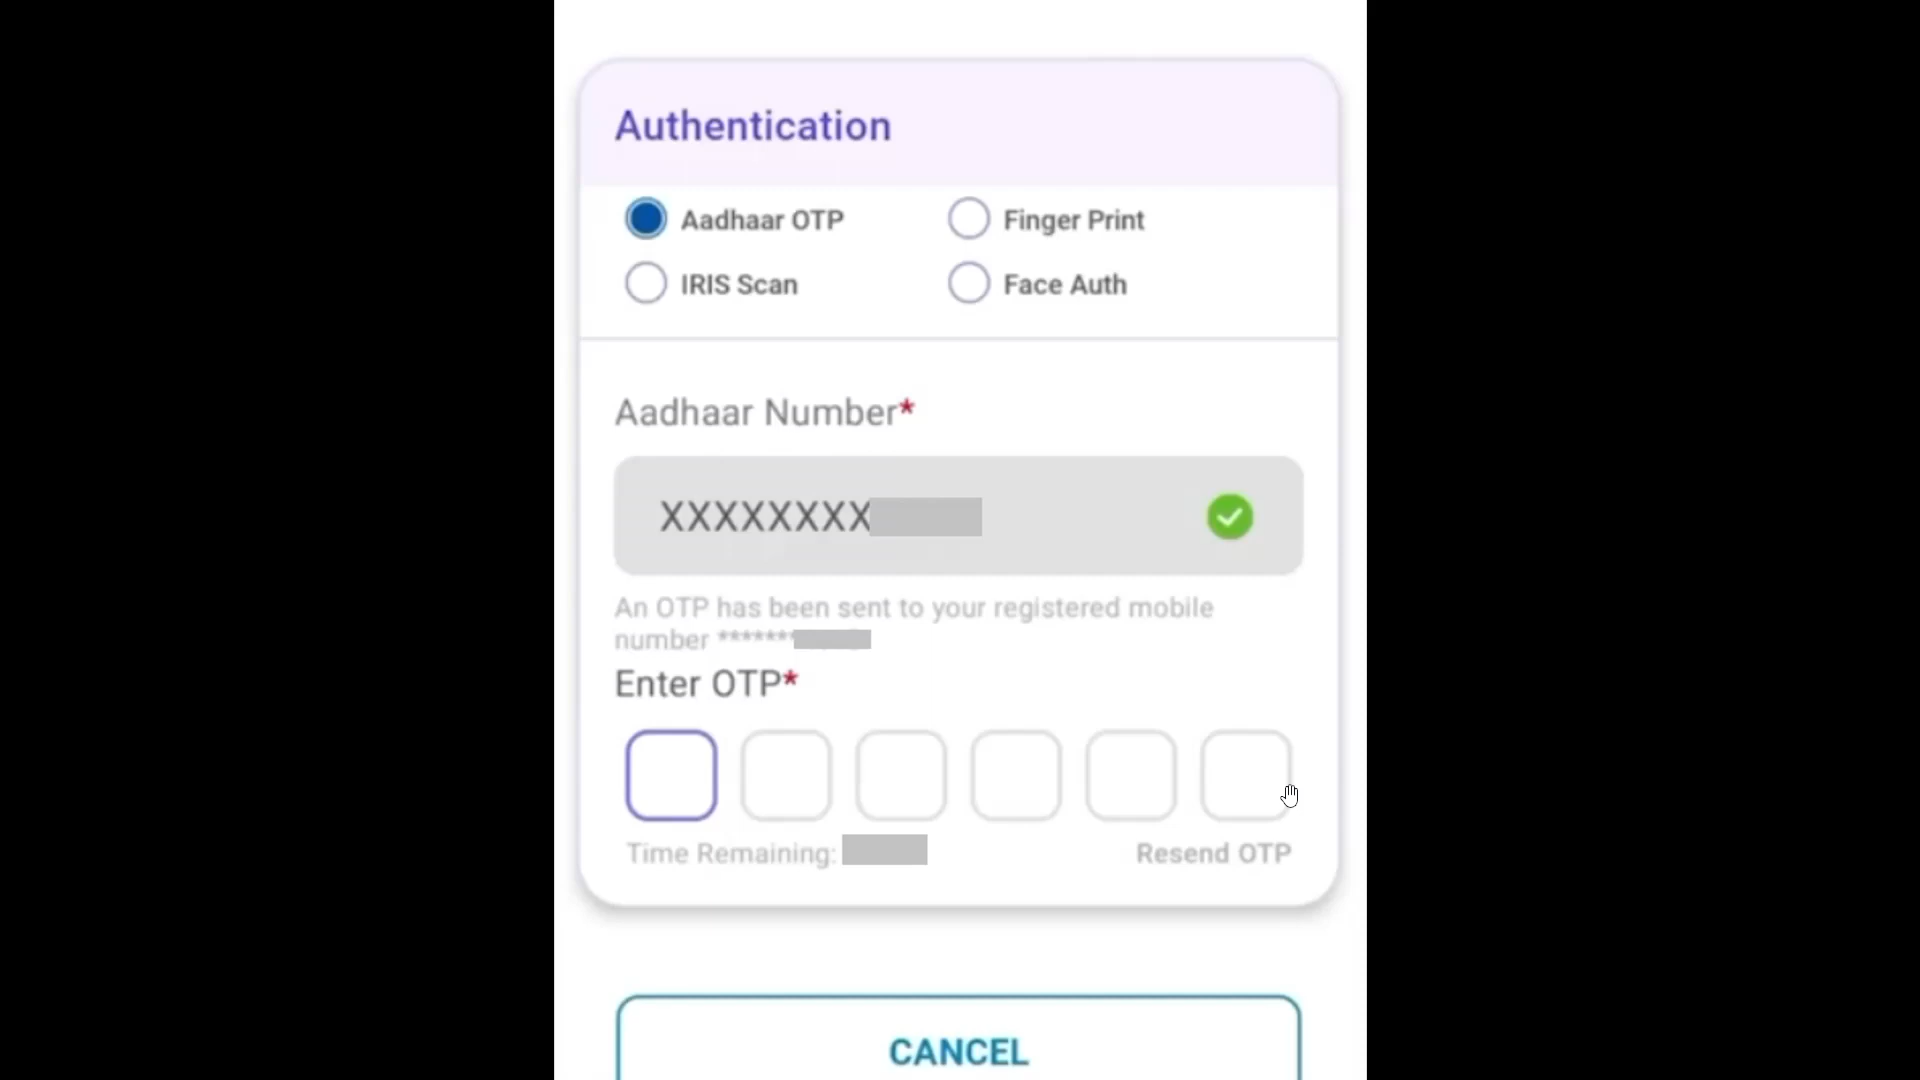 Authentication
Aadhaar OTP
Finger Print
IRIS Scan
Face Auth
Aadhaar Number*
XXXXXXXX
An OTP has been sent to your registered mobile
number *******
Enter OTP*
Time Remaining:
Resend OTP
CANCEL